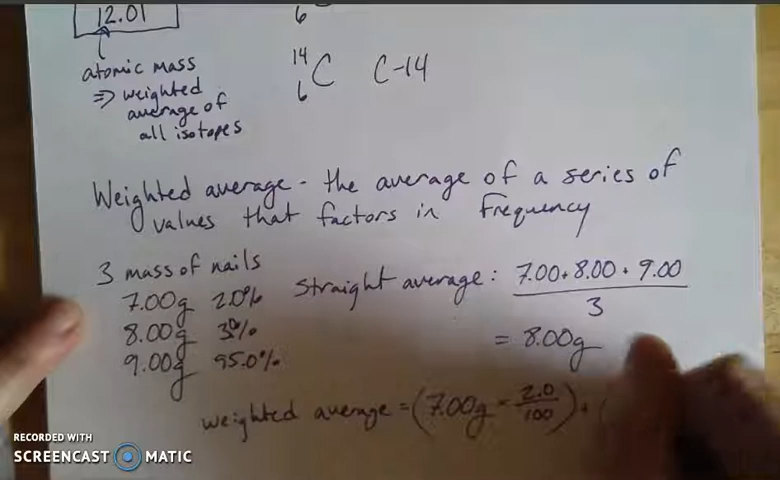 12.01
6
atomic mass
⇒ weighted
average of
all isotopes
14
6 C C-14
Weighted average - the average of a series of
values that factors in frequency
3 mass of nails
7.00g 2.0%
8.00g 3%
9.00g 95.0%
Straight average: 7.00 + 8.00 + 9.00
3
= 8.00g
weighted average = (7.00g × 2.0/100) + (
RECORDED WITH
SCREENCAST MATIC